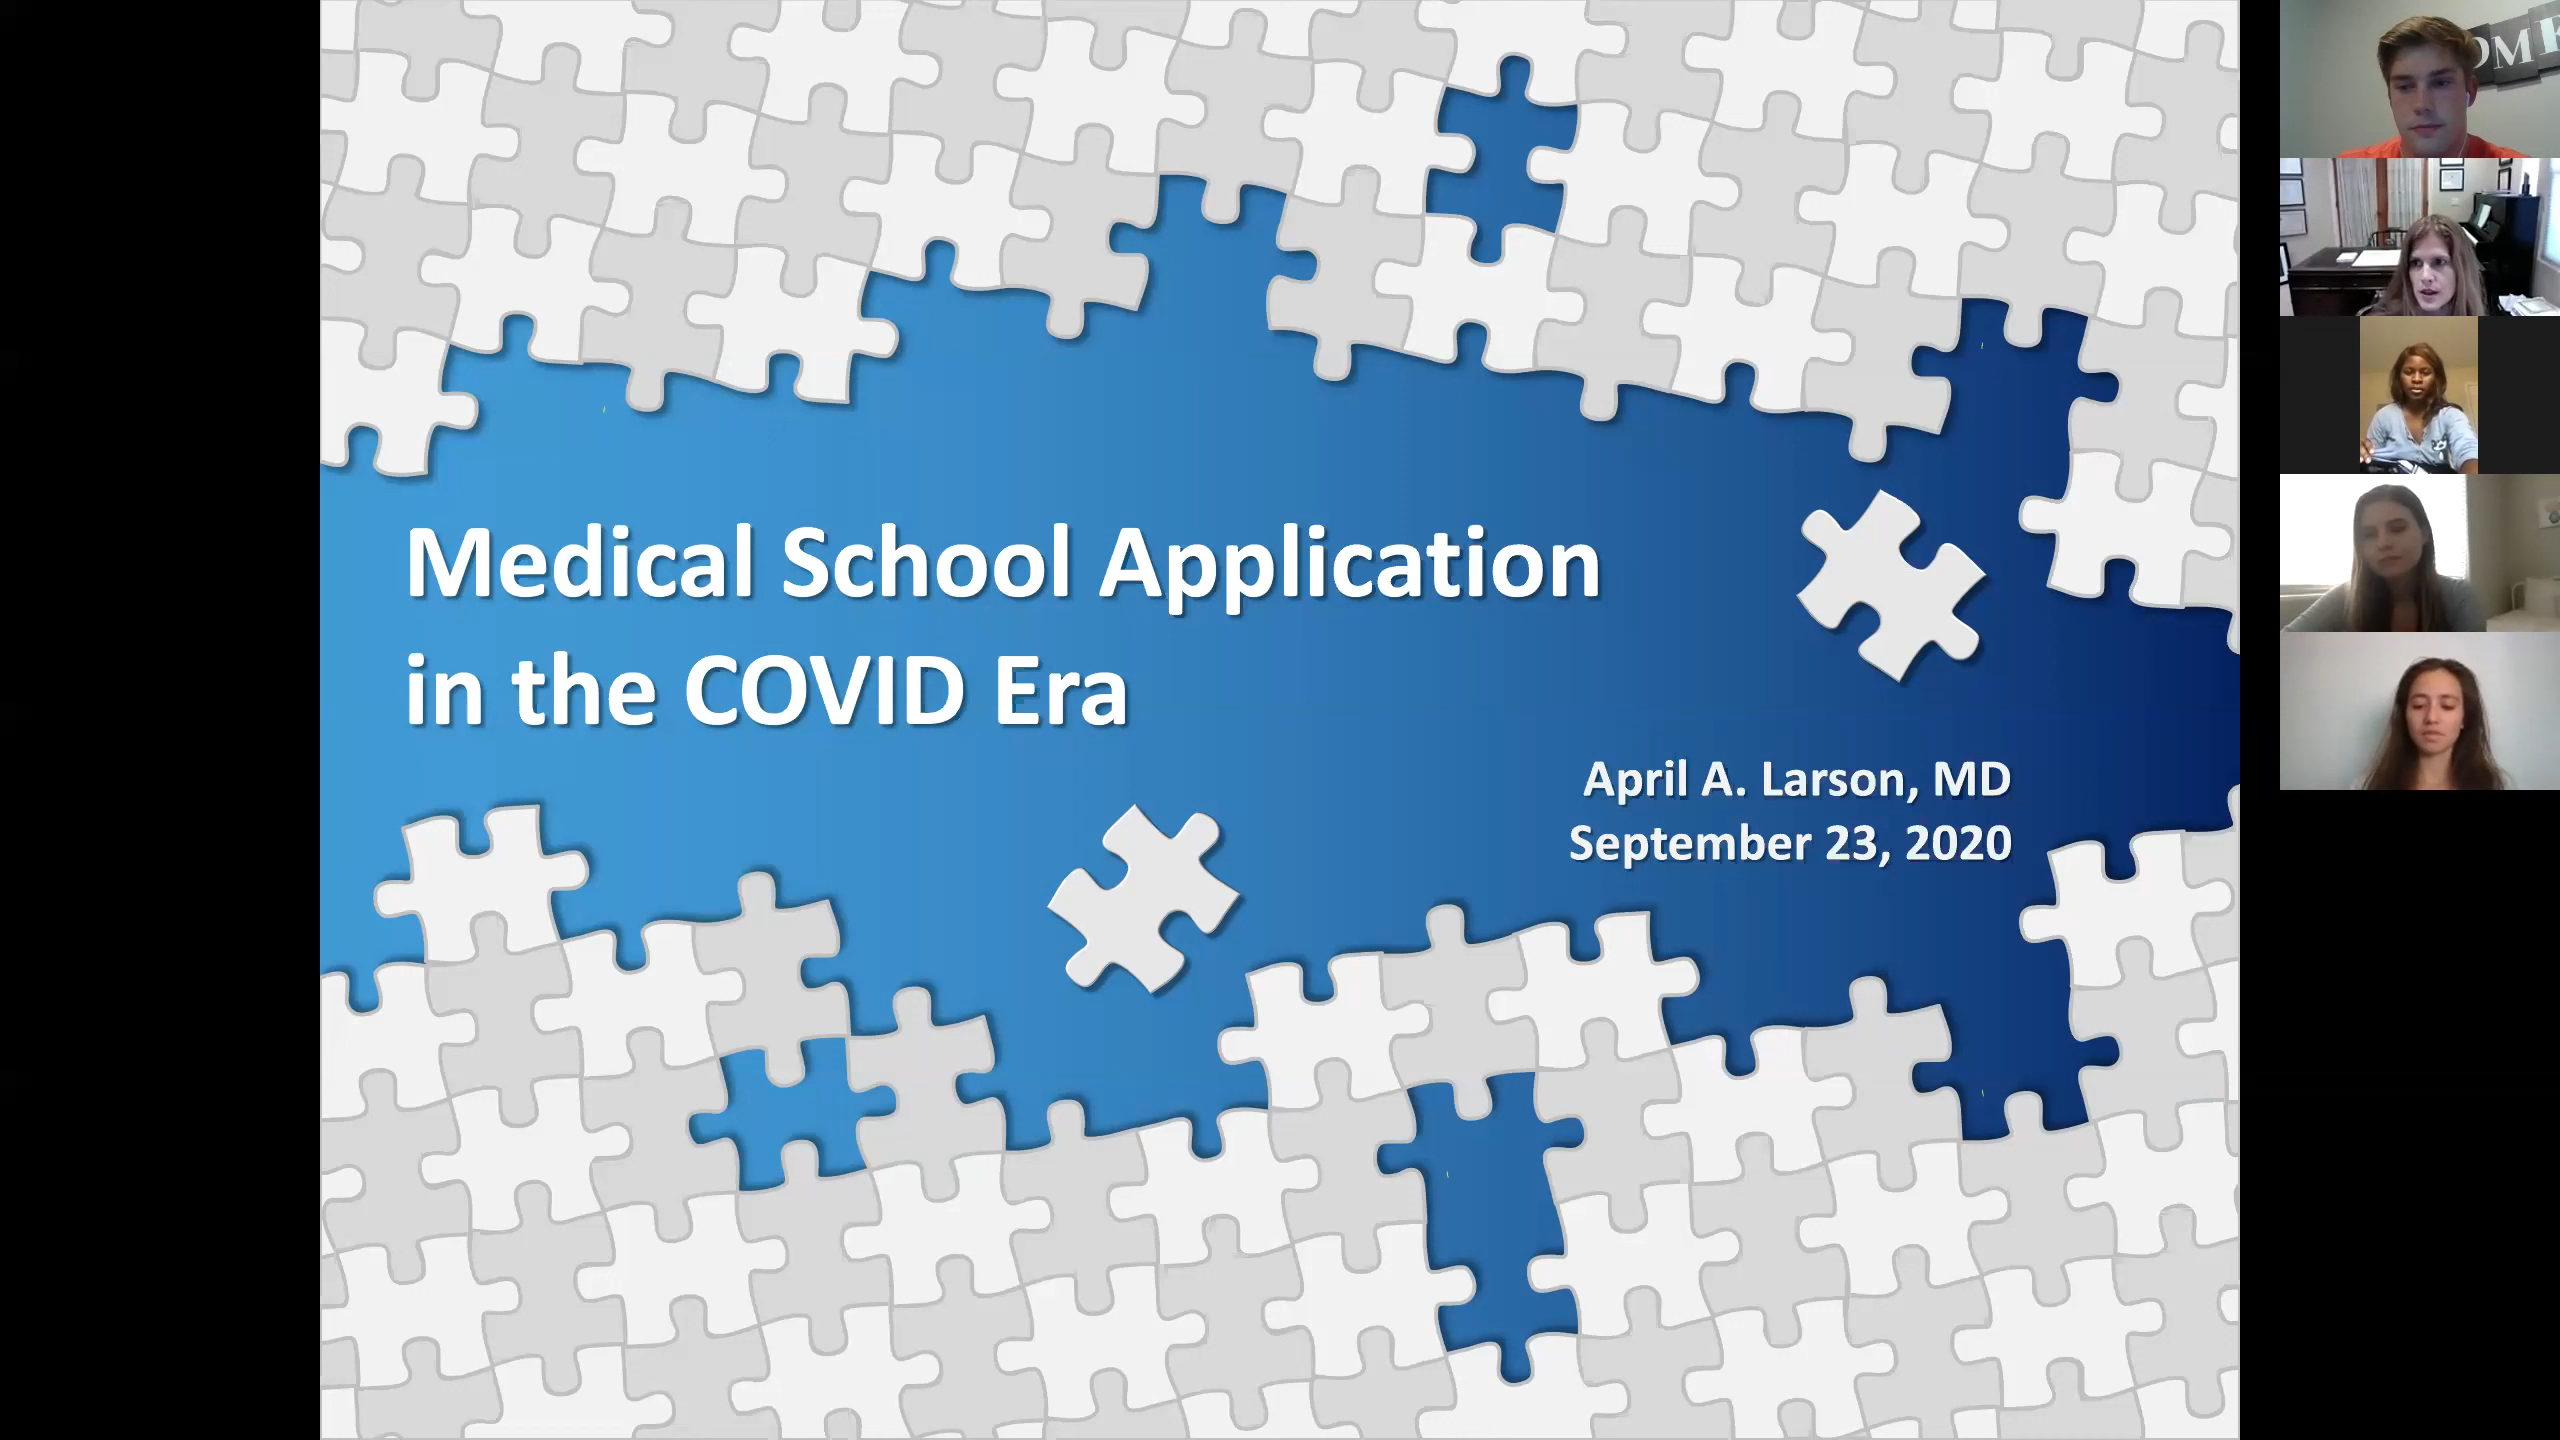 Medical School Application
in the COVID Era
April A. Larson, MD
September 23, 2020